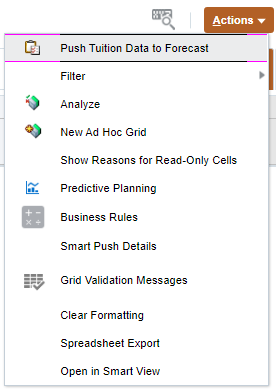 Actions
Push Tuition Data to Forecast
Filter
Analyze
New Ad Hoc Grid
Show Reasons for Read-Only Cells
Predictive Planning
Business Rules
Smart Push Details
Grid Validation Messages
Clear Formatting
Spreadsheet Export
Open in Smart View